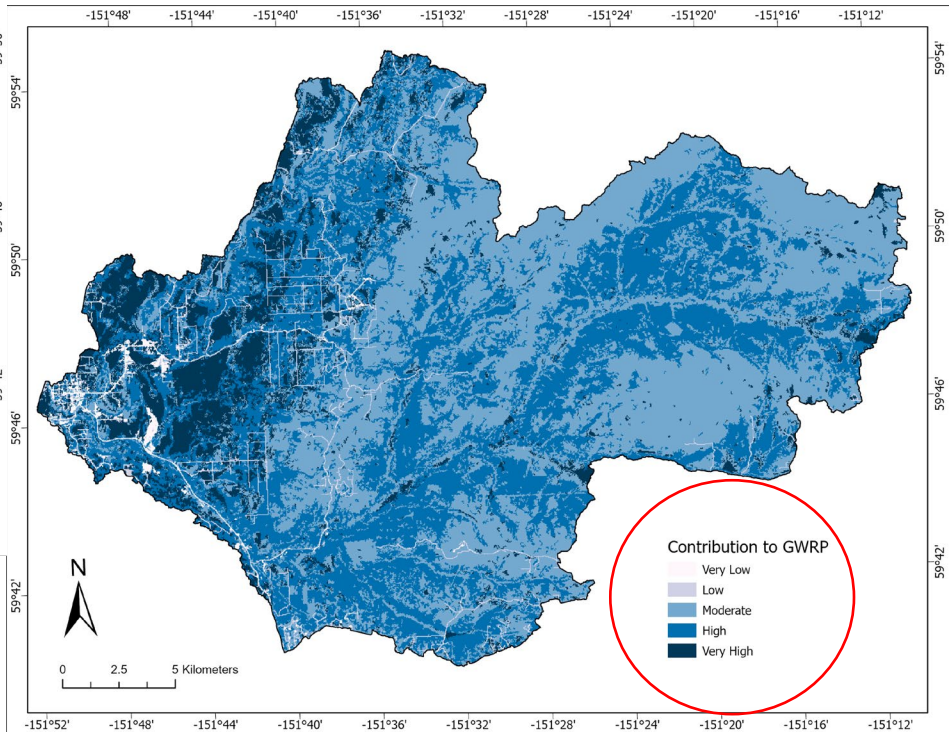 -151°48' -151°44' -151°40' -151°36' -151°32' -151°28' -151°24' -151°20' -151°16' -151°12'
59°54'
59°54'
59°50'
59°50'
59°46'
59°46'
59°42'
59°42'
Contribution to GWRP
Very Low
Low
Moderate
High
Very High
N
0 2.5 5 Kilometers
-151°52' -151°48' -151°44' -151°40' -151°36' -151°32' -151°28' -151°24' -151°20' -151°16' -151°12'